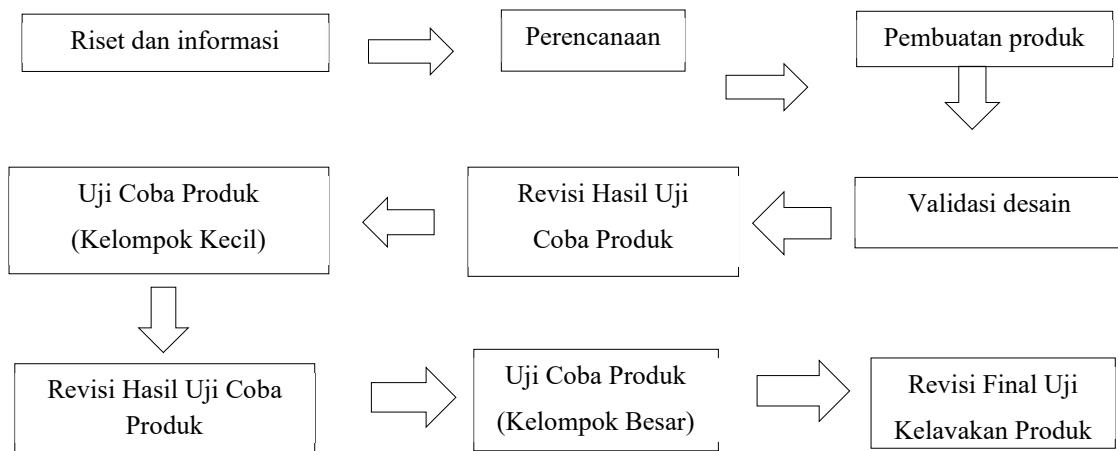 Riset dan informasi
Perencanaan
Pembuatan produk
Validasi desain
Revisi Hasil Uji
Coba Produk
Uji Coba Produk
(Kelompok Kecil)
Revisi Hasil Uji Coba
Produk
Uji Coba Produk
(Kelompok Besar)
Revisi Final Uji
Kelavakan Produk